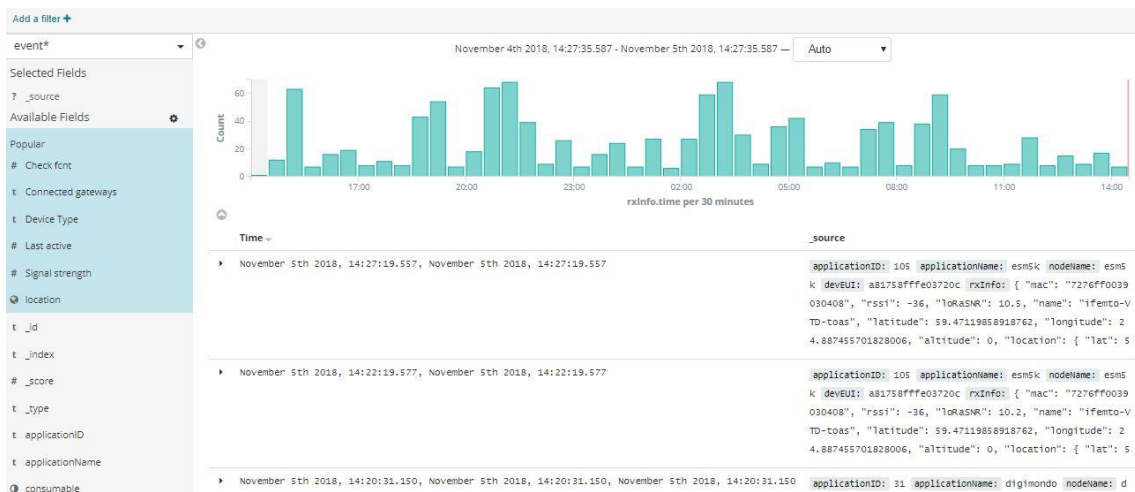 Add a filter +
event*
Selected Fields
? _source
Available Fields
Popular
# Check fcnt
t Connected gateways
t Device Type
# Last active
# Signal strength
location
t _id
t _index
# _score
t _type
t applicationID
t applicationName
consumable
November 4th 2018, 14:27:35.587 - November 5th 2018, 14:27:35.587 — Auto
Count
60
40
20
0
17:00 20:00 23:00 02:00 05:00 08:00 11:00 14:00
rxInfo.time per 30 minutes
Time _source
November 5th 2018, 14:27:19.557, November 5th 2018, 14:27:19.557
applicationID: 105 applicationName: esm5k nodeName: esm5
k devEUI: a81758fffe03720c rxInfo: { "mac": "7276ff0039
030408", "rssi": -36, "loRaSNR": 10.5, "name": "ifemto-V
TD-toas", "latitude": 59.47119858918762, "longitude": 2
4.887455701828006, "altitude": 0, "location": { "lat": 5
November 5th 2018, 14:22:19.577, November 5th 2018, 14:22:19.577
applicationID: 105 applicationName: esm5k nodeName: esm5
k devEUI: a81758fffe03720c rxInfo: { "mac": "7276ff0039
030408", "rssi": -36, "loRaSNR": 10.2, "name": "ifemto-V
TD-toas", "latitude": 59.47119858918762, "longitude": 2
4.887455701828006, "altitude": 0, "location": { "lat": 5
November 5th 2018, 14:20:31.150, November 5th 2018, 14:20:31.150, November 5th 2018, 14:20:31.150
applicationID: 31 applicationName: digimondo nodeName: d